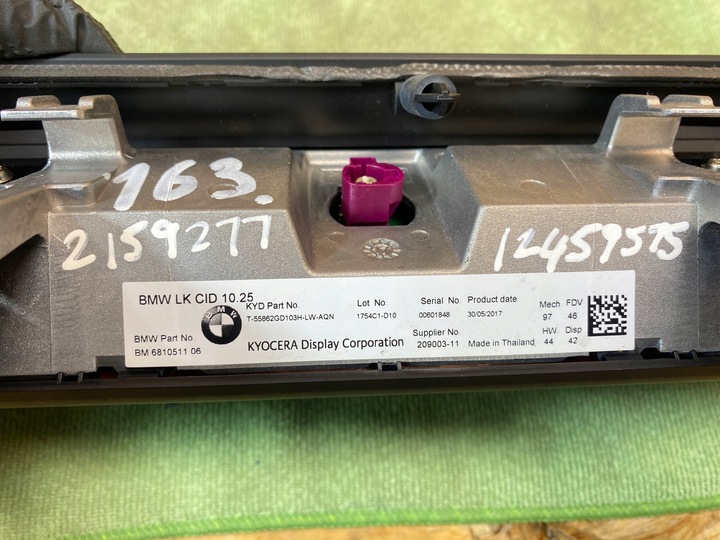 163.
2159277
12459575
BMW LK CID 10.25
BMW
KYD Part No.
T-55862GD103H-LW-AQN
Lot No.
1754C1-D10
Serial No.
00601848
Product date
30/05/2017
Mech FDV
97 46
BMW Part No.
BM 6810511 06
KYOCERA Display Corporation
Supplier No.
209003-11
Made in Thailand
HW Disp
44 42